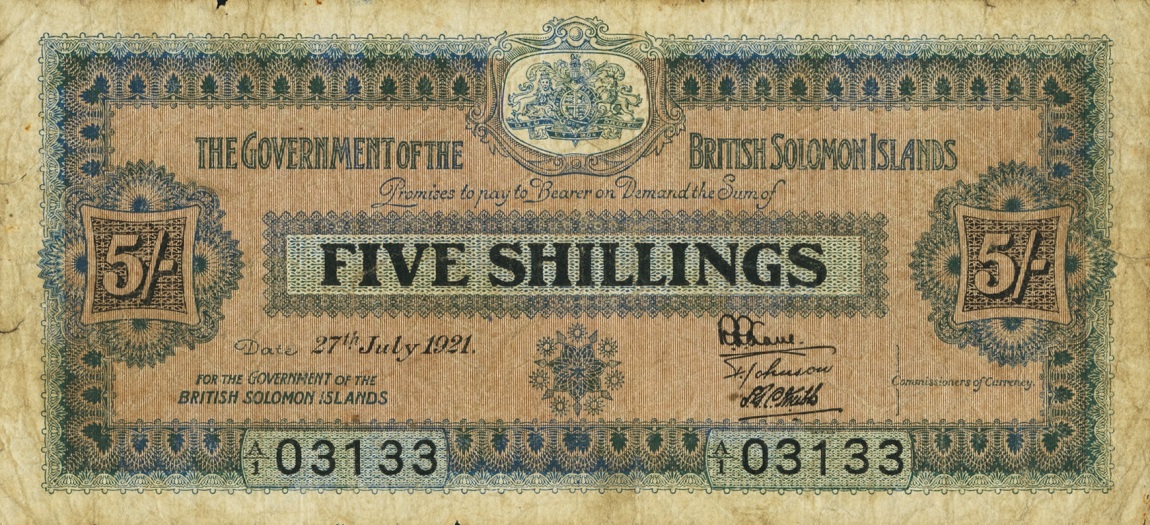 THE GOVERNMENT OF THE BRITISH SOLOMON ISLANDS
Promises to pay to Bearer on Demand the Sum of
5/- FIVE SHILLINGS 5/-
Date 27th July 1921.
FOR THE GOVERNMENT OF THE
BRITISH SOLOMON ISLANDS
F. Johnson
Commissioners of Currency.
A/1 03133 A/1 03133